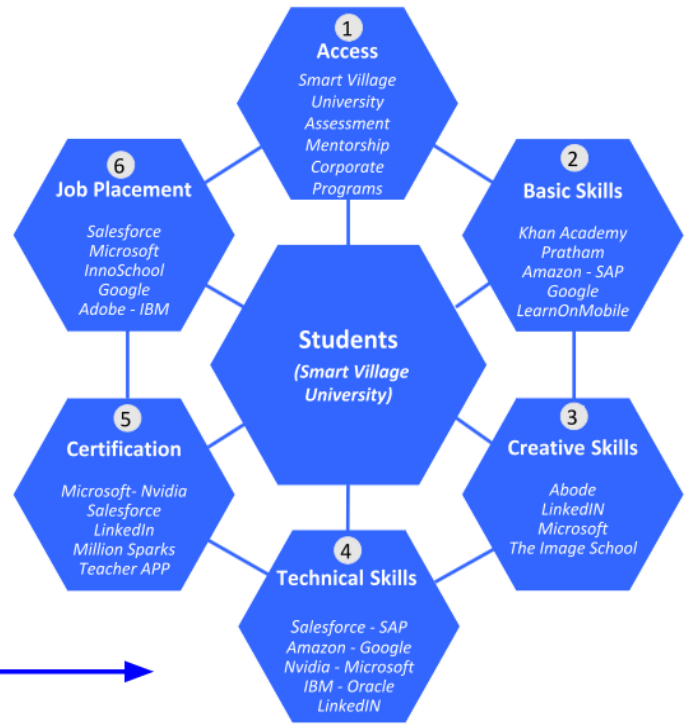 1
Access
Smart Village
University
Assessment
Mentorship
Corporate
Programs
2
Basic Skills
Khan Academy
Pratham
Amazon - SAP
Google
LearnOnMobile
3
Creative Skills
Abode
LinkedIN
Microsoft
The Image School
4
Technical Skills
Salesforce - SAP
Amazon - Google
Nvidia - Microsoft
IBM - Oracle
LinkedIN
5
Certification
Microsoft- Nvidia
Salesforce
LinkedIn
Million Sparks
Teacher APP
6
Job Placement
Salesforce
Microsoft
InnoSchool
Google
Adobe - IBM
Students
(Smart Village
University)